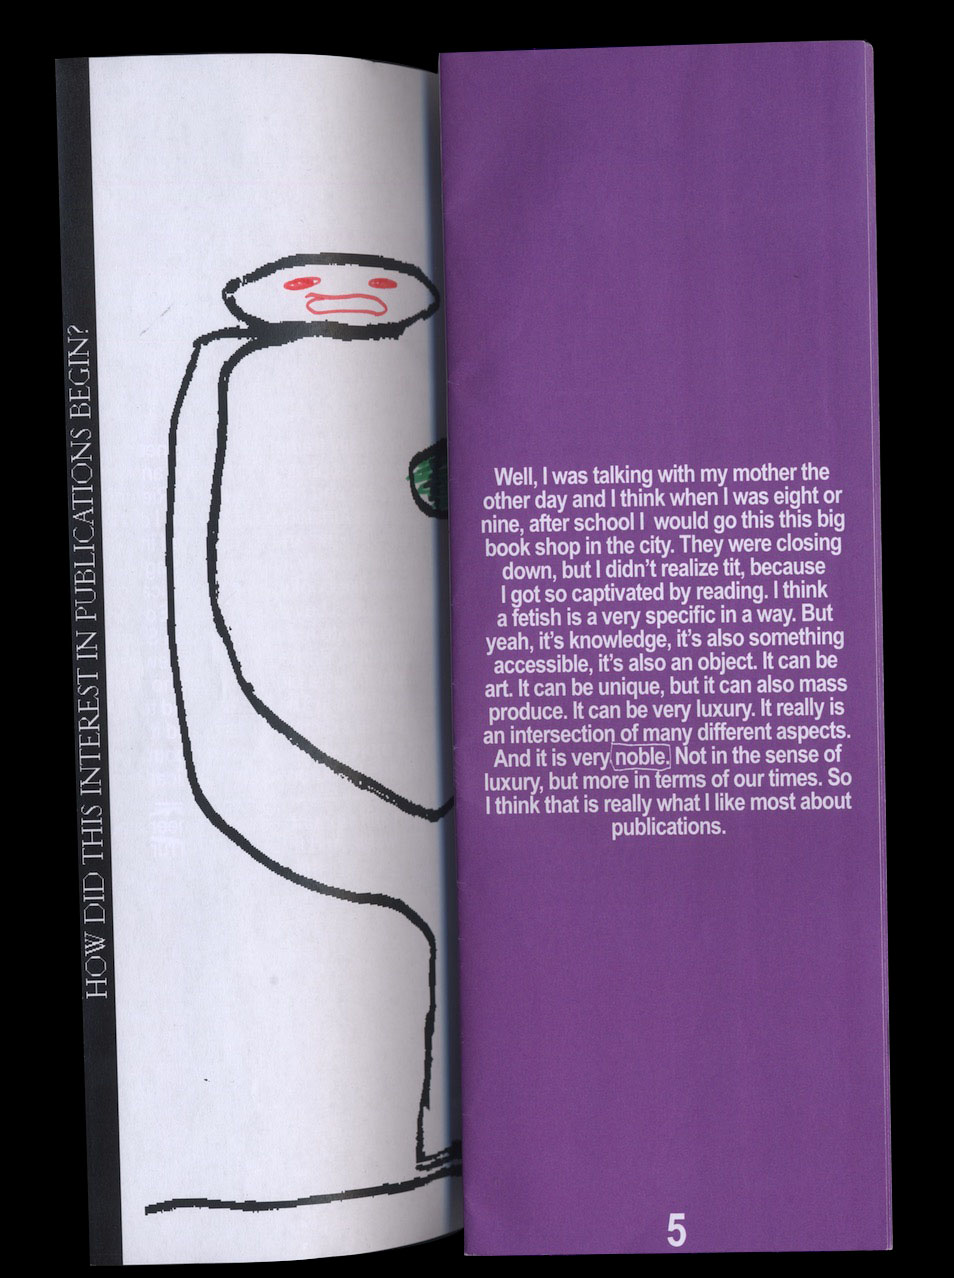 HOW DID THIS INTEREST IN PUBLICATIONS BEGIN?
Well, I was talking with my mother the
other day and I think when I was eight or
nine, after school I  would go this this big
book shop in the city. They were closing
down, but I didn't realize tit, because
I got so captivated by reading. I think
a fetish is a very specific in a way. But
yeah, it's knowledge, it's also something
accessible, it's also an object. It can be
art. It can be unique, but it can also mass
produce. It can be very luxury. It really is
an intersection of many different aspects.
And it is very noble. Not in the sense of
luxury, but more in terms of our times. So
I think that is really what I like most about
publications.
5